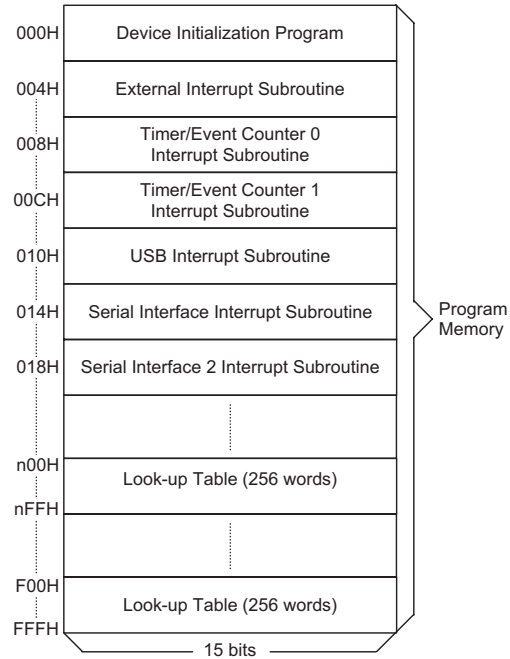 000H
Device Initialization Program
004H
External Interrupt Subroutine
008H
Timer/Event Counter 0
Interrupt Subroutine
00CH
Timer/Event Counter 1
Interrupt Subroutine
010H
USB Interrupt Subroutine
014H
Serial Interface Interrupt Subroutine
018H
Serial Interface 2 Interrupt Subroutine
Program
Memory
n00H
Look-up Table (256 words)
nFFH
F00H
Look-up Table (256 words)
FFFH
15 bits